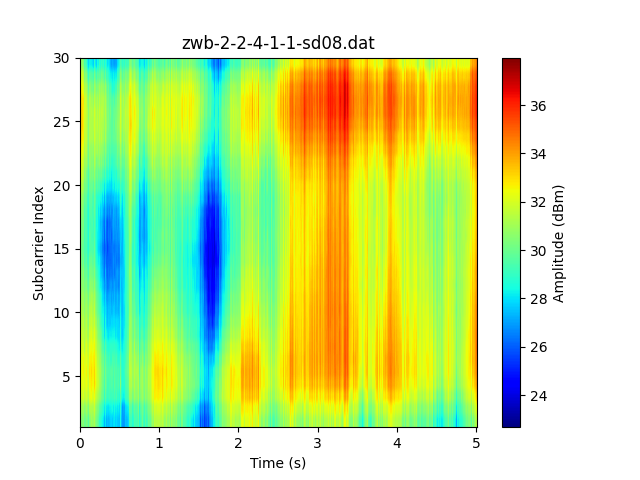 zwb-2-2-4-1-1-sd08.dat
30
25
20
15
10
5
Subcarrier Index
0 1 2 3 4 5
Time (s)
36
34
32
30
28
26
24
Amplitude (dBm)